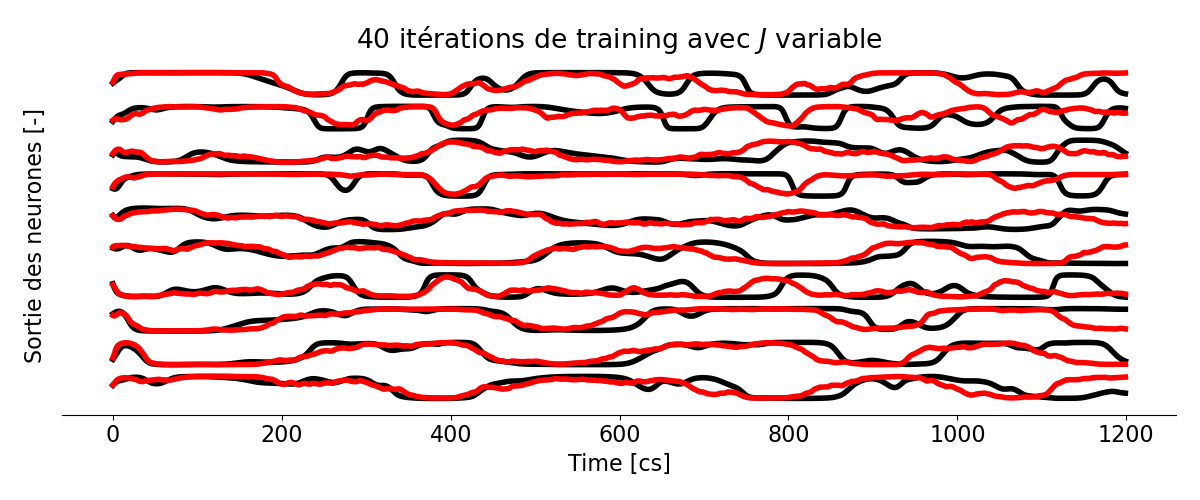 40 itérations de training avec J variable
Sortie des neurones [-]
0 200 400 600 800 1000 1200
Time [cs]